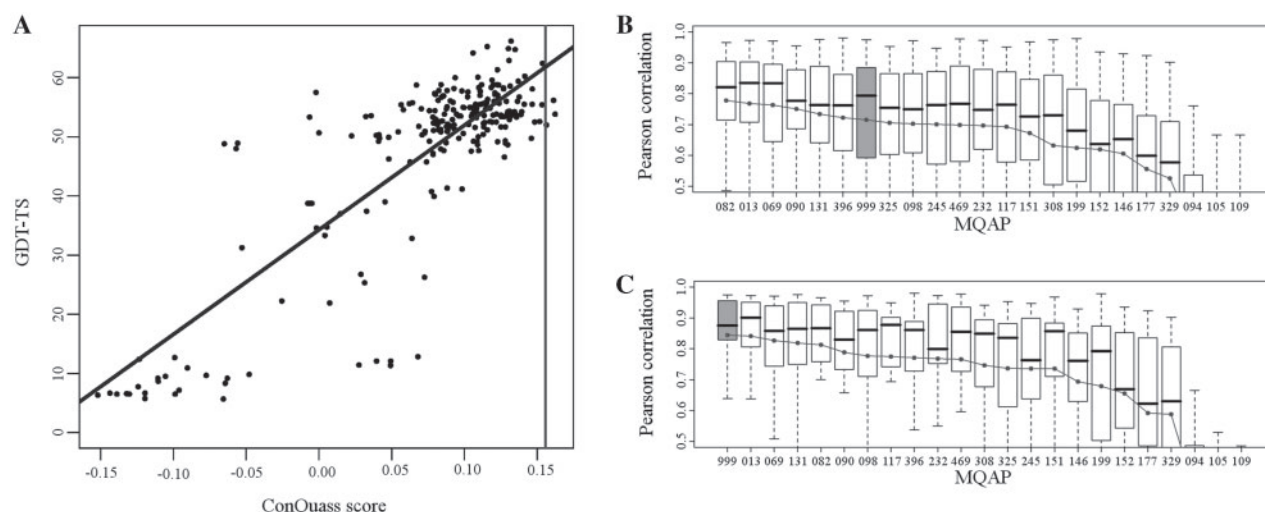 A
GDT-TS
60
50
40
30
20
10
0
-0.15 -0.10 -0.05 0.00 0.05 0.10 0.15
ConQuass score
B
Pearson correlation
1.0
0.9
0.8
0.7
0.6
0.5
082 013 069 090 131 396 999 325 098 245 469 232 117 151 308 199 152 146 177 329 094 105 109
MQAP
C
Pearson correlation
1.0
0.9
0.8
0.7
0.6
0.5
999 013 069 131 082 090 098 117 396 232 469 308 325 245 151 146 199 152 177 329 094 105 109
MQAP